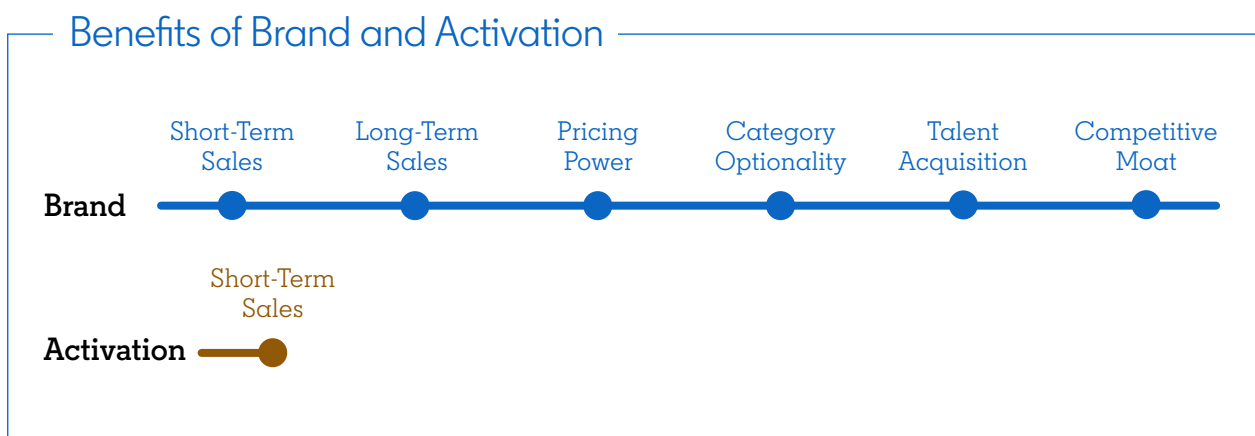 Benefits of Brand and Activation
Short-Term
Sales
Long-Term
Sales
Pricing
Power
Category
Optionality
Talent
Acquisition
Competitive
Moat
Brand
Short-Term
Sales
Activation